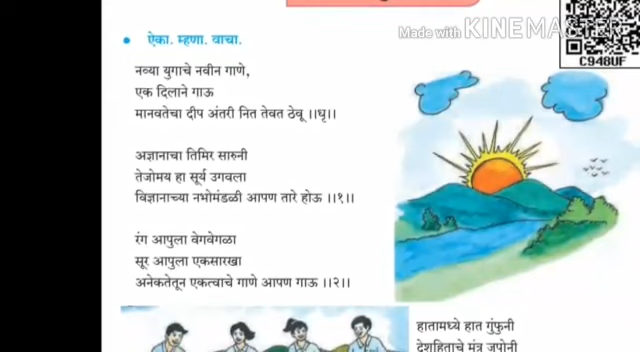 Made with KINEMASTER
C948UF
ऐका. म्हणा. वाचा.
नव्या युगाचे नवीन गाणे,
एक दिलाने गाऊ
मानवतेचा दीप अंतरी नित तेवत ठेवू ।।धृ।।
अज्ञानाचा तिमिर सारुनी
तेजोमय हा सूर्य उगवला
विज्ञानाच्या नभोमंडळी आपण तारे होऊ ।।१।।
रंग आपुला वेगवेगळा
सूर आपुला एकसारखा
अनेकतेतून एकत्वाचे गाणे आपण गाऊ ।।२।।
हातामध्ये हात गुंफुनी
देशहिताचे मंत्र जपोनी